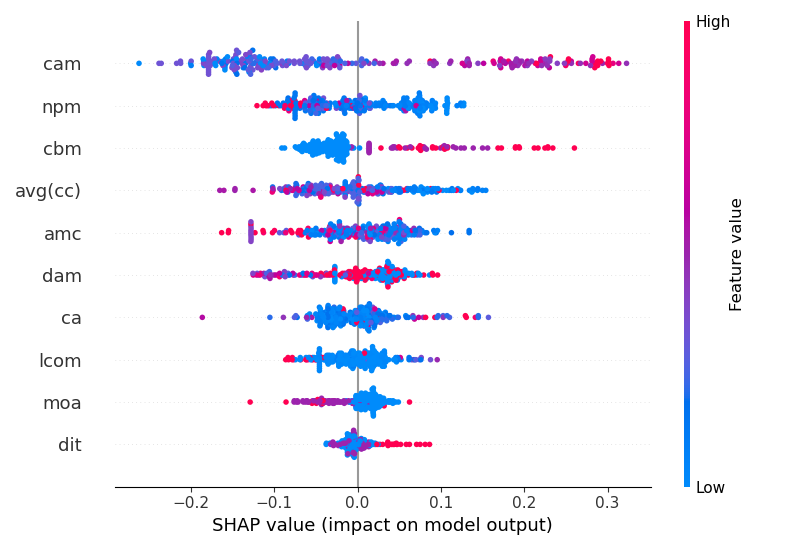 High
cam
npm
cbm
avg(cc)
amc
dam
ca
lcom
moa
dit
Feature value
Low
−0.2 −0.1 0.0 0.1 0.2 0.3
SHAP value (impact on model output)